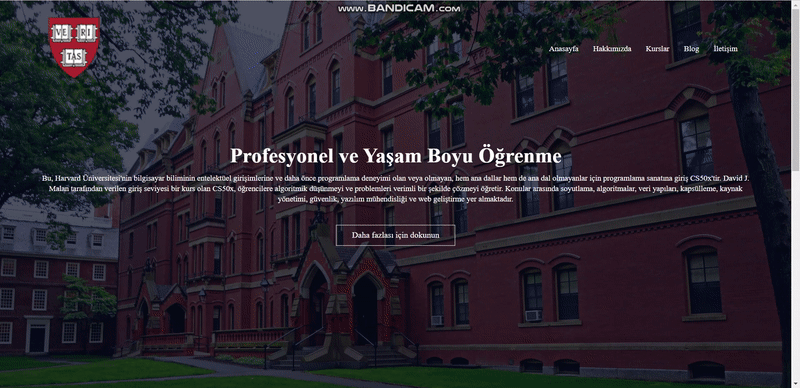 www.BANDICAM.com
VE RI
TAS
Anasayfa Hakkımızda Kurslar Blog İletişim
Profesyonel ve Yaşam Boyu Öğrenme
Bu, Harvard Üniversitesi'nin bilgisayar biliminin entelektüel girişimlerine ve daha önce programlama deneyimi olan veya olmayan, hem ana dallar hem de ana dal olmayanlar için programlama sanatına giriş CS50x'tir. David J.
Malan tarafından verilen giriş seviyesi bir kurs olan CS50x, öğrencilere algoritmik düşünmeyi ve problemleri verimli bir şekilde çözmeyi öğretir. Konular arasında soyutlama, algoritmalar, veri yapıları, kapsülleme, kaynak
yönetimi, güvenlik, yazılım mühendisliği ve web geliştirme yer almaktadır.
Daha fazlası için dokunun